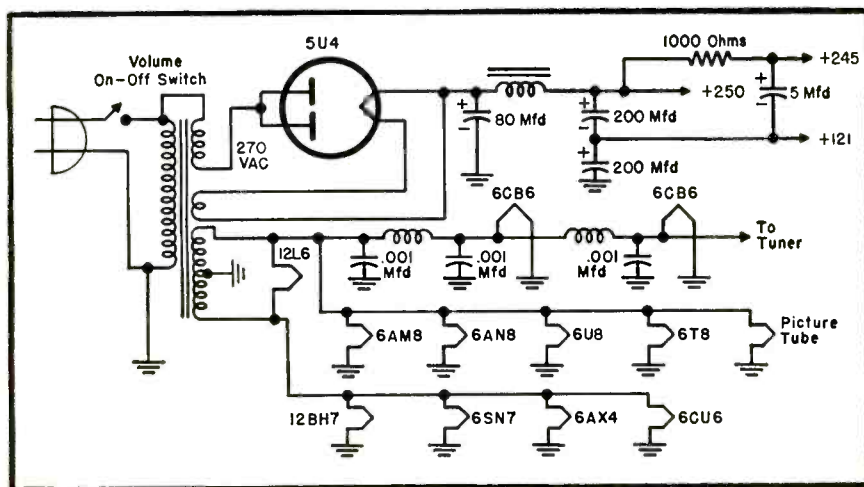 5U4
Volume
On-Off Switch
270
VAC
1000 Ohms
+245
+
-
5 Mfd
+250
+
-
80 Mfd
+
-
200 Mfd
+121
+
200 Mfd
6CB6
6CB6
To
Tuner
12L6
.001
Mfd
.001
Mfd
.001
Mfd
6AM8
6AN8
6U8
6T8
Picture
Tube
12BH7
6SN7
6AX4
6CU6